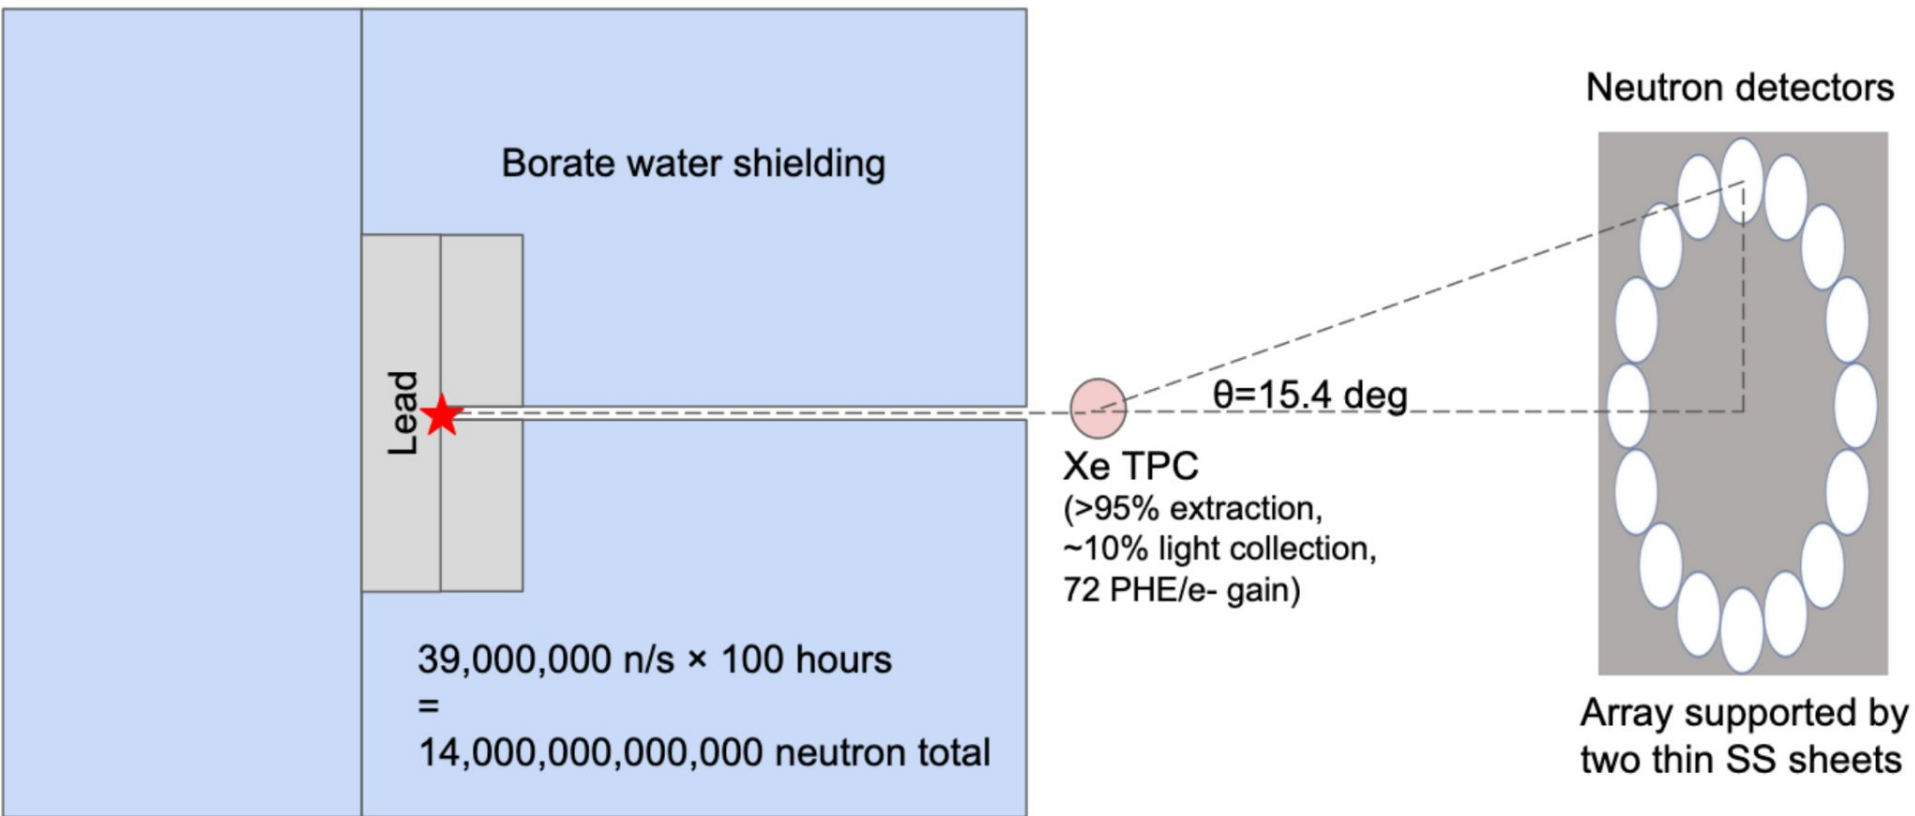 Neutron detectors
Borate water shielding
Lead
θ=15.4 deg
Xe TPC
(>95% extraction,
~10% light collection,
72 PHE/e- gain)
39,000,000 n/s × 100 hours
=
14,000,000,000,000 neutron total
Array supported by
two thin SS sheets